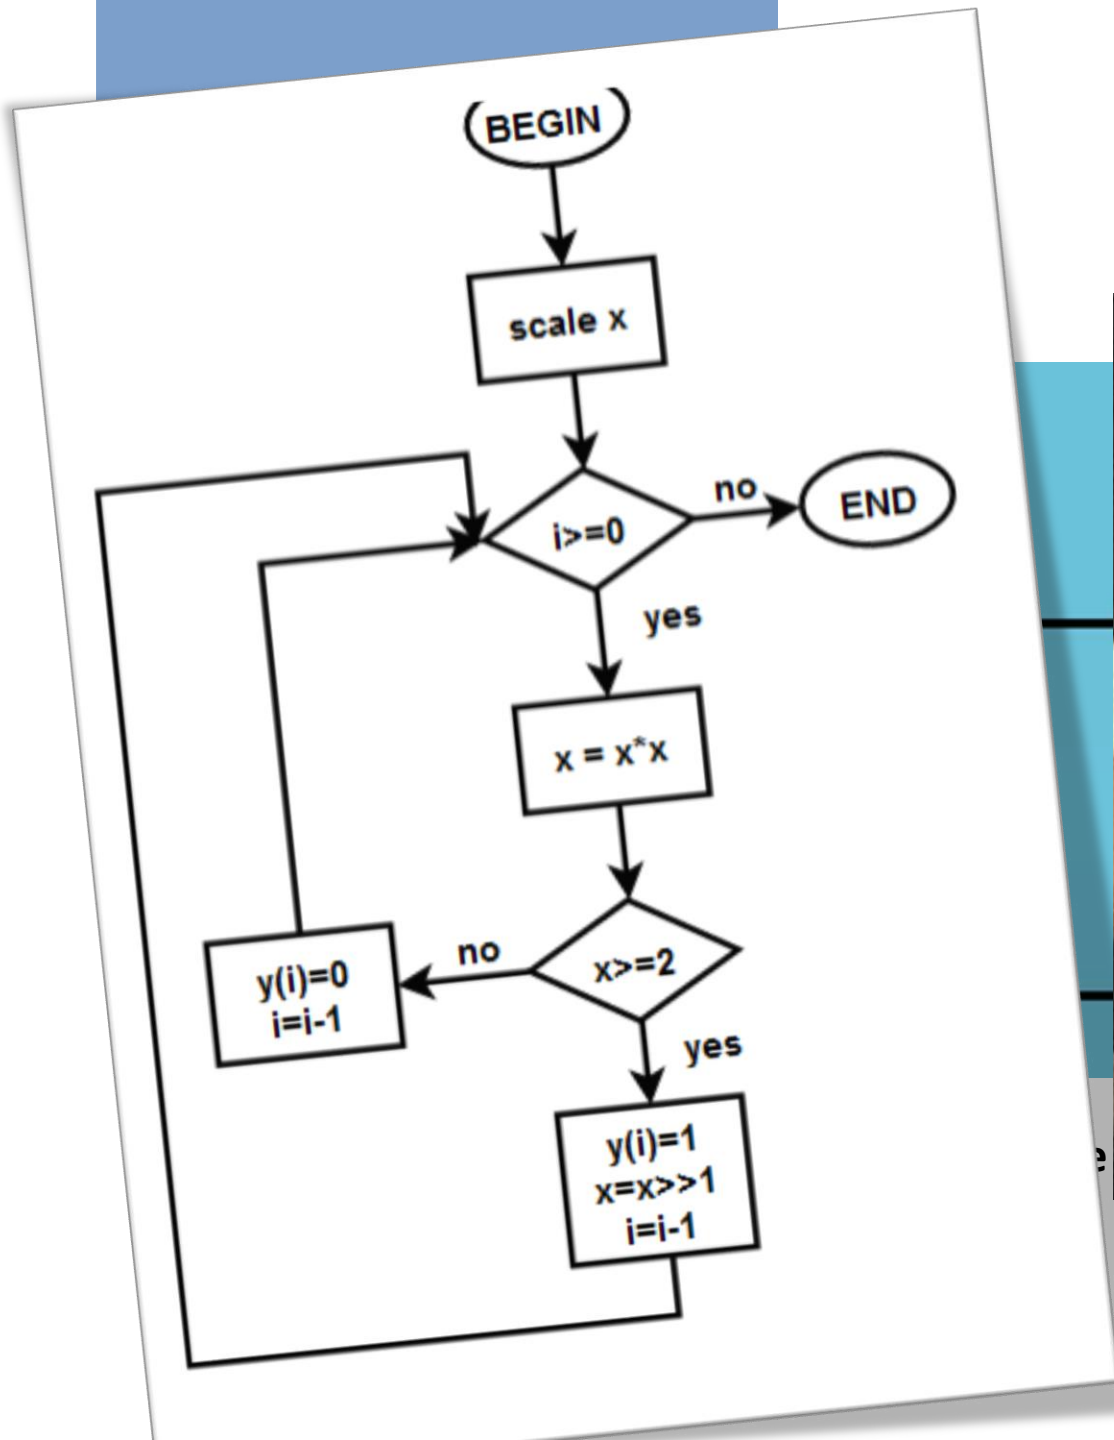 BEGIN
scale x
i>=0
no
END
yes
x = x*x
x>=2
no
y(i)=0
i=i-1
yes
y(i)=1
x=x>>1
i=i-1
e